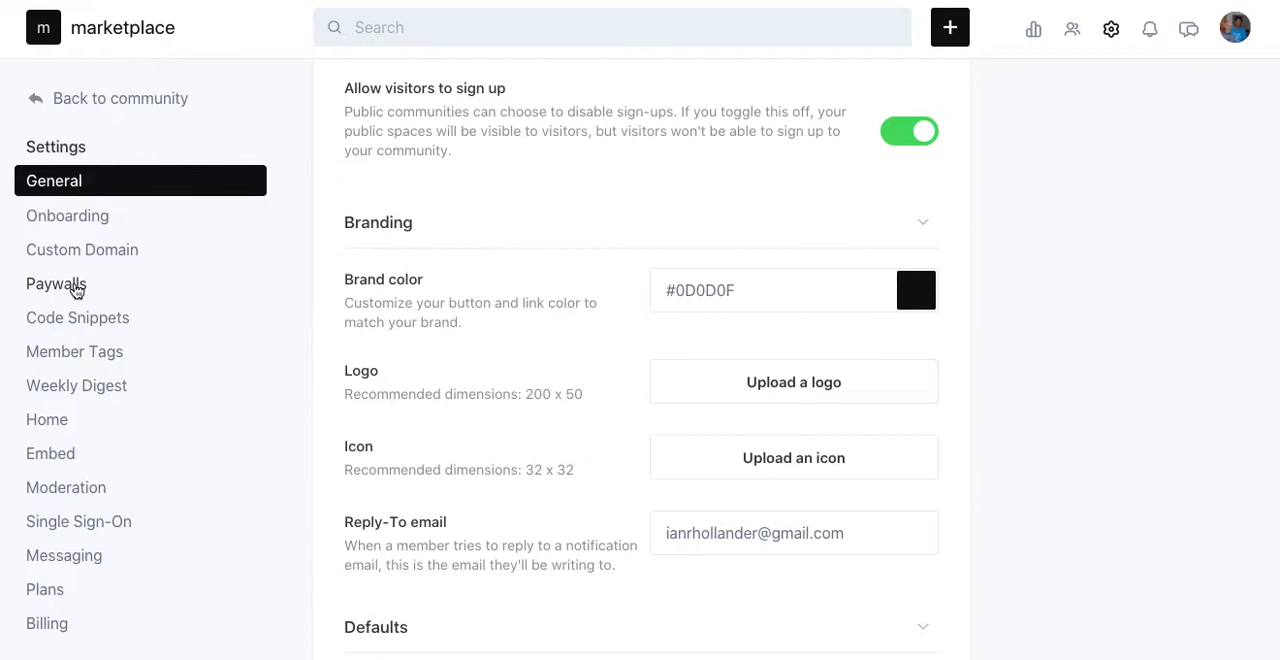 m marketplace
Search
+
Back to community
Settings
General
Onboarding
Custom Domain
Paywalls
Code Snippets
Member Tags
Weekly Digest
Home
Embed
Moderation
Single Sign-On
Messaging
Plans
Billing
Allow visitors to sign up
Public communities can choose to disable sign-ups. If you toggle this off, your
public spaces will be visible to visitors, but visitors won't be able to sign up to
your community.
Branding
Brand color
Customize your button and link color to
match your brand.
#0D0D0F
Logo
Recommended dimensions: 200 x 50
Upload a logo
Icon
Recommended dimensions: 32 x 32
Upload an icon
Reply-To email
When a member tries to reply to a notification
email, this is the email they'll be writing to.
ianrhollander@gmail.com
Defaults